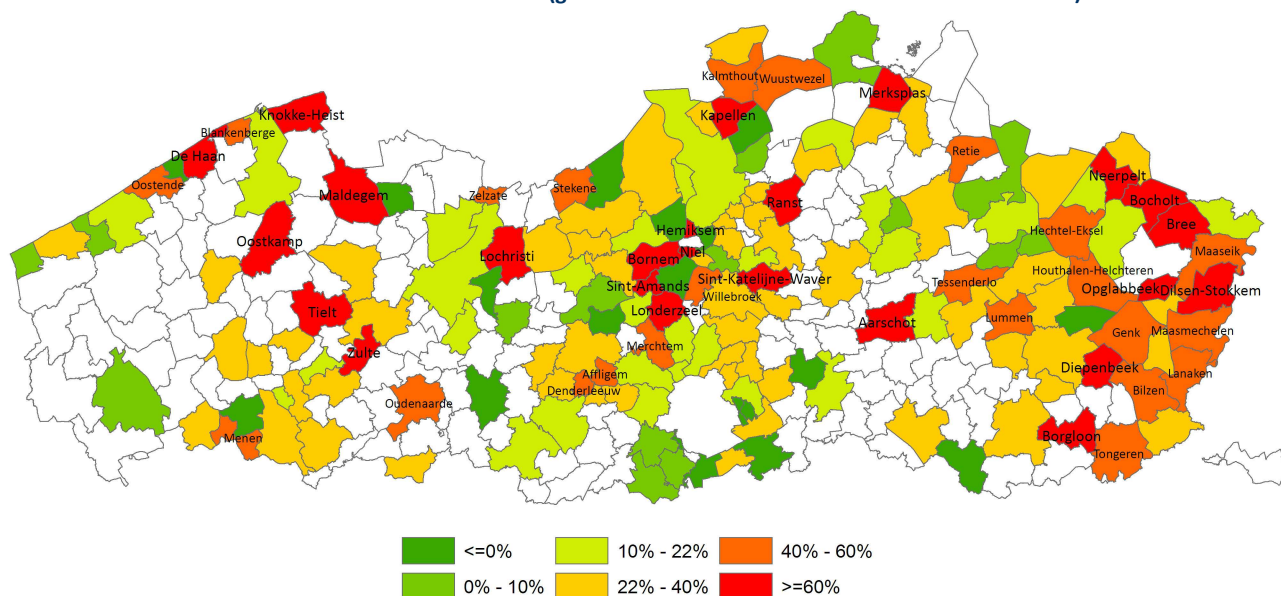 Kalmthout
Wuustwezel
Merksplas
Knokke-Heist
Kapellen
Blankenberge
De Haan
Retie
Neerpelt
Oostende
Maldegem
Zelzate
Stekene
Ranst
Bocholt
Bree
Hemiksem
Hechtel-Eksel
Oostkamp
Lochristi
Bornem
Niel
Maaseik
Houthalen-Helchteren
Sint-Katelijne-Waver
Tessenderlo
Sint-Amands
Willebroek
Opglabbeek
Dilsen-Stokkem
Tielt
Londerzeel
Aarschot
Lummen
Genk
Maasmechelen
Zulte
Merchtem
Diepenbeek
Lanaken
Affligem
Denderleeuw
Bilzen
Oudenaarde
Menen
Borgloon
Tongeren
<=0%
10% - 22%
40% - 60%
0% - 10%
22% - 40%
>=60%